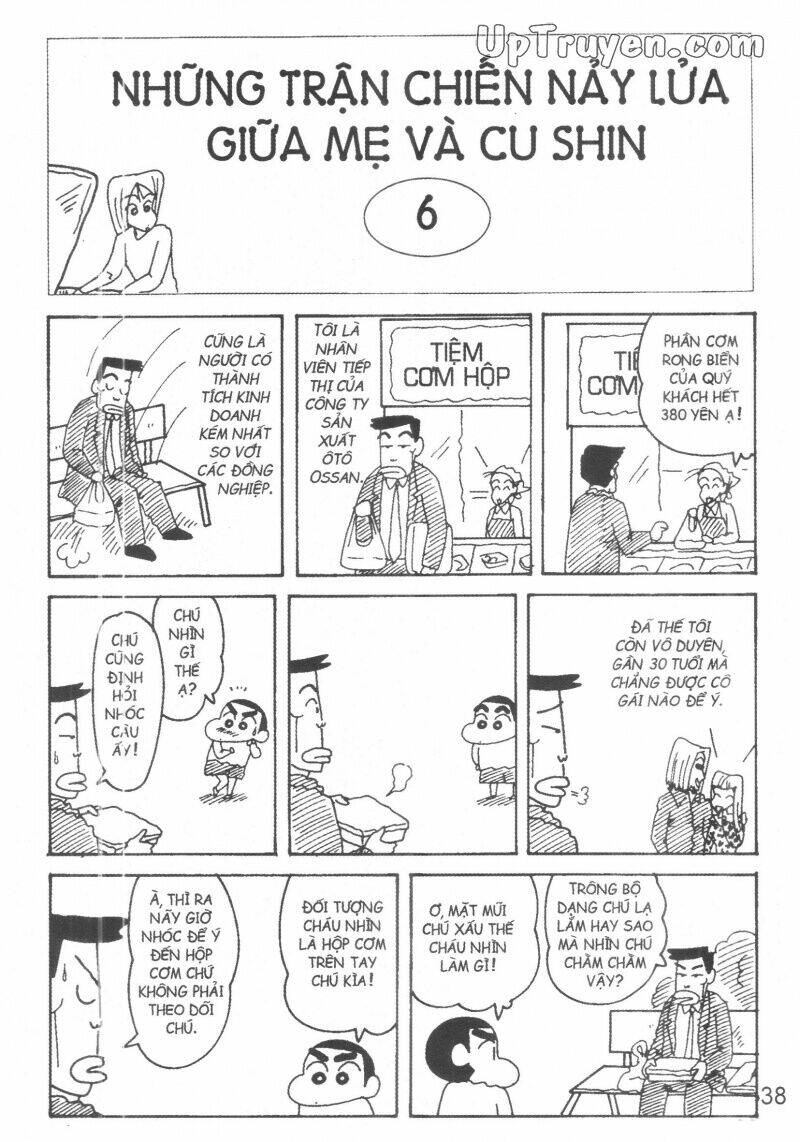 UpTruyen.com
NHỮNG TRẬN CHIẾN NẢY LỬA
GIỮA MẸ VÀ CU SHIN
6
PHẦN CƠM
RONG BIỂN
CỦA QUÝ
KHÁCH HẾT
380 YÊN Ạ!
TIỆ
CƠM
TÔI LÀ
NHÂN
VIÊN TIẾP
THỊ CỦA
CÔNG TY
SẢN
XUẤT
ÔTÔ
OSSAN.
TIỆM
CƠM HỘP
CŨNG LÀ
NGƯỜI CÓ
THÀNH
TÍCH KINH
DOANH
KÉM NHẤT
SO VỚI
CÁC ĐỒNG
NGHIỆP.
ĐÃ THẾ TÔI
CÒN VÔ DUYÊN,
GẦN 30 TUỔI MÀ
CHẲNG ĐƯỢC CÔ
GÁI NÀO ĐỂ Ý.
CHÚ
NHÌN
GÌ
THẾ
Ạ?
CHÚ
CŨNG
ĐỊNH
HỎI
NHÓC
CÂU
ẤY!
TRÔNG BỘ
DẠNG CHÚ LẠ
LẮM HAY SAO
MÀ NHÌN CHÚ
CHẰM CHẰM
VẬY?
Ơ, MẶT MŨI
CHÚ XẤU THẾ
CHÁU NHÌN
LÀM GÌ!
ĐỐI TƯỢNG
CHÁU NHÌN
LÀ HỘP CƠM
TRÊN TAY
CHÚ KÌA!
À, THÌ RA
NÃY GIỜ
NHÓC ĐỂ Ý
ĐẾN HỘP
CƠM CHỨ
KHÔNG PHẢI
THEO DÕI
CHÚ.
38